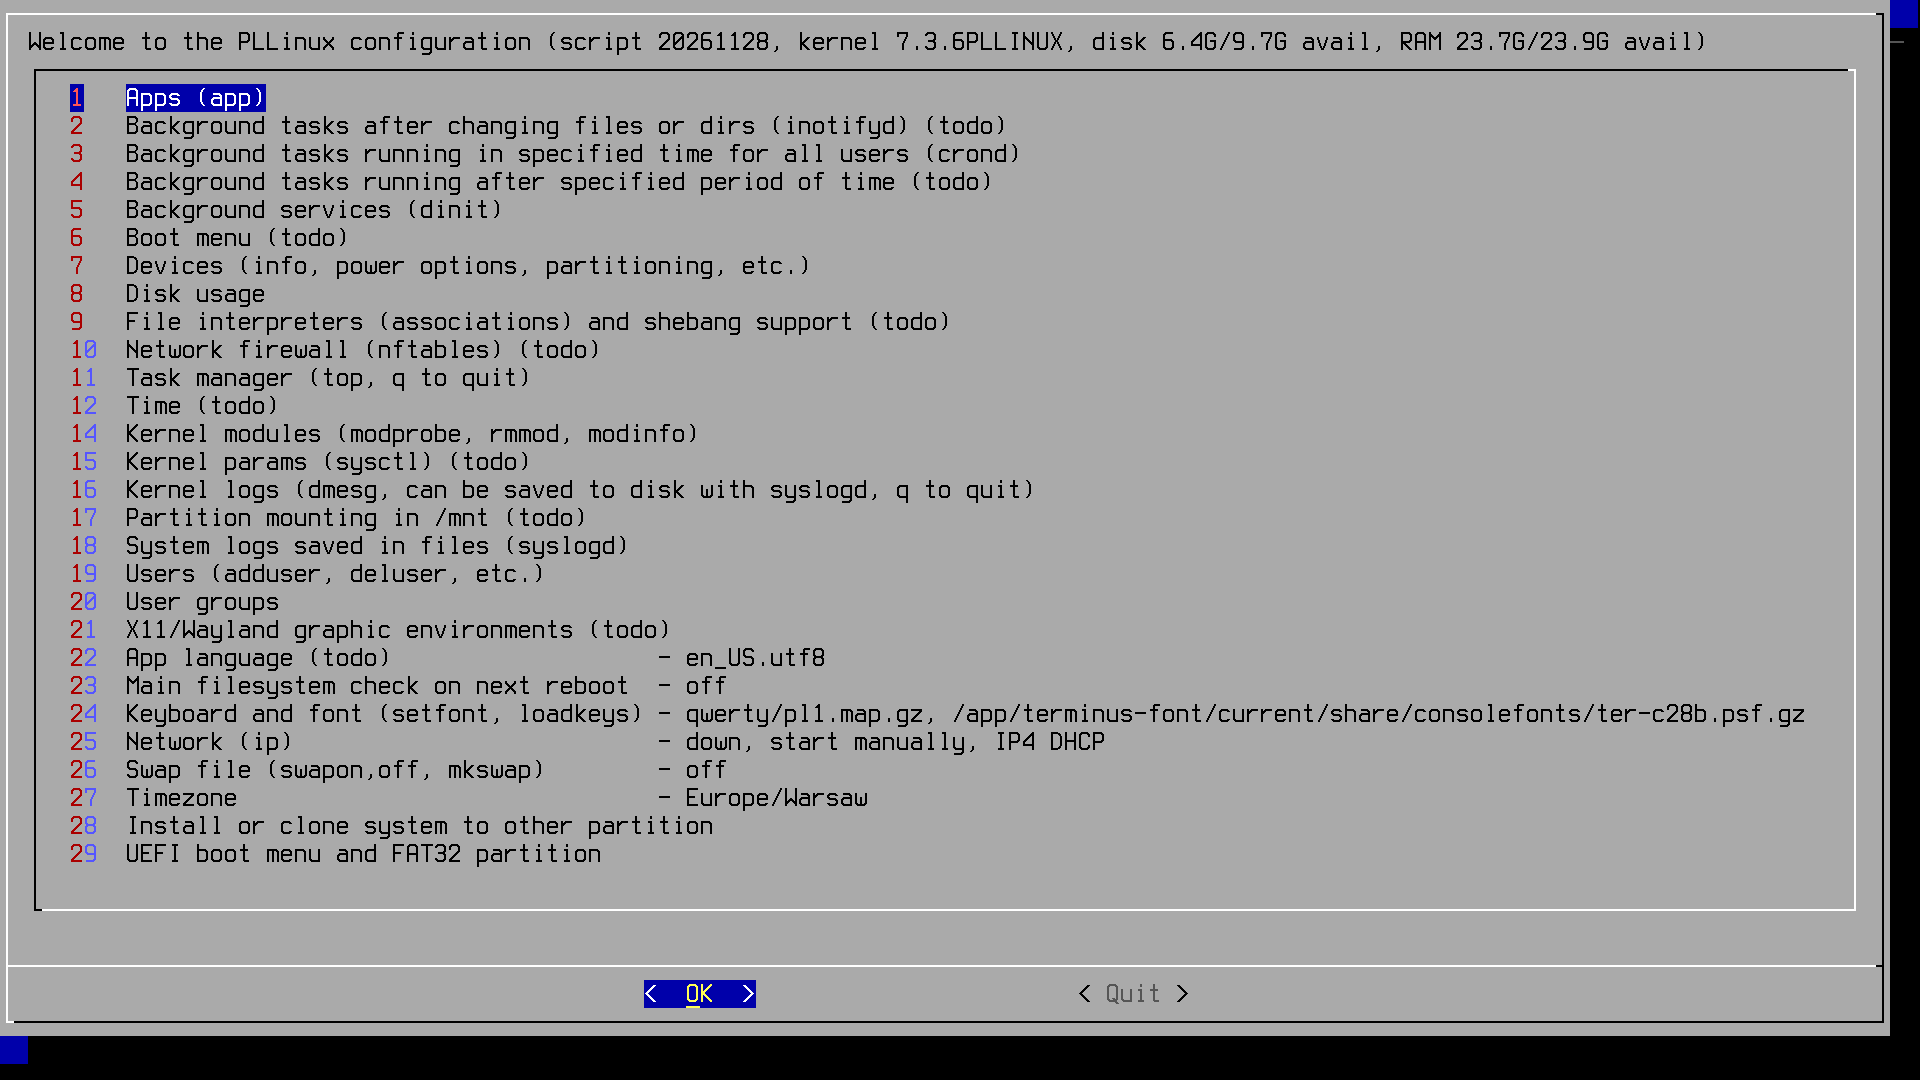 Welcome to the PLLinux configuration (script 20261128, kernel 7.3.6PLLINUX, disk 6.4G/9.7G avail, RAM 23.7G/23.9G avail)
1 Apps (app)
2 Background tasks after changing files or dirs (inotifyd) (todo)
3 Background tasks running in specified time for all users (crond)
4 Background tasks running after specified period of time (todo)
5 Background services (dinit)
6 Boot menu (todo)
7 Devices (info, power options, partitioning, etc.)
8 Disk usage
9 File interpreters (associations) and shebang support (todo)
10 Network firewall (nftables) (todo)
11 Task manager (top, q to quit)
12 Time (todo)
14 Kernel modules (modprobe, rmmod, modinfo)
15 Kernel params (sysctl) (todo)
16 Kernel logs (dmesg, can be saved to disk with syslogd, q to quit)
17 Partition mounting in /mnt (todo)
18 System logs saved in files (syslogd)
19 Users (adduser, deluser, etc.)
20 User groups
21 X11/Wayland graphic environments (todo)
22 App language (todo) - en_US.utf8
23 Main filesystem check on next reboot - off
24 Keyboard and font (setfont, loadkeys) - qwerty/pl1.map.gz, /app/terminus-font/current/share/consolefonts/ter-c28b.psf.gz
25 Network (ip) - down, start manually, IP4 DHCP
26 Swap file (swapon,off, mkswap) - off
27 Timezone - Europe/Warsaw
28 Install or clone system to other partition
29 UEFI boot menu and FAT32 partition
< OK > < Quit >